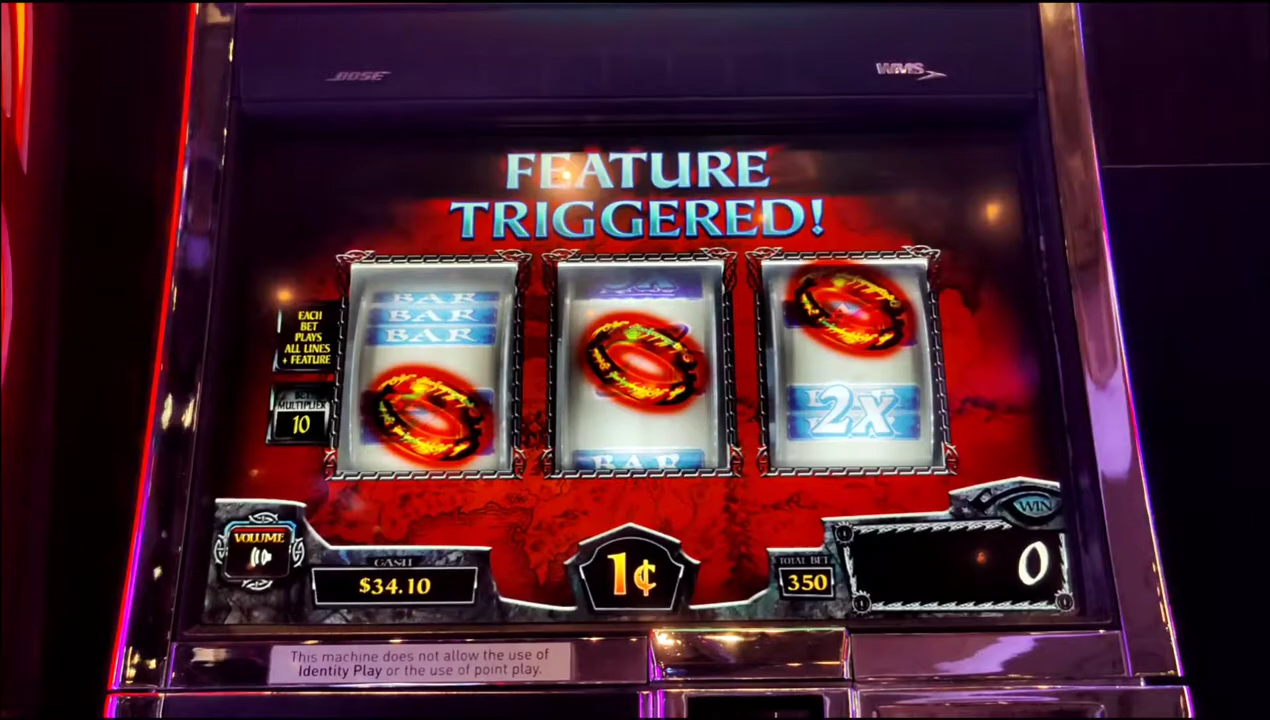 BOSE
WMS
FEATURE
TRIGGERED!
BAR
BAR
BAR
EACH
BET
PLAYS
ALL LINES
+ FEATURE
BET
MULTIPLIER
10
2x
BAR
WIN
VOLUME
CASH
$34.10
1¢
TOTAL BET
350
0
This machine does not allow the use of
Identity Play or the use of point play.